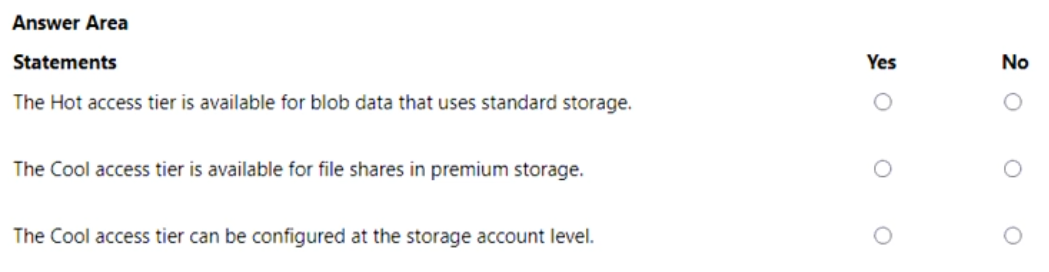 Answer Area
Statements Yes No
The Hot access tier is available for blob data that uses standard storage.
The Cool access tier is available for file shares in premium storage.
The Cool access tier can be configured at the storage account level.